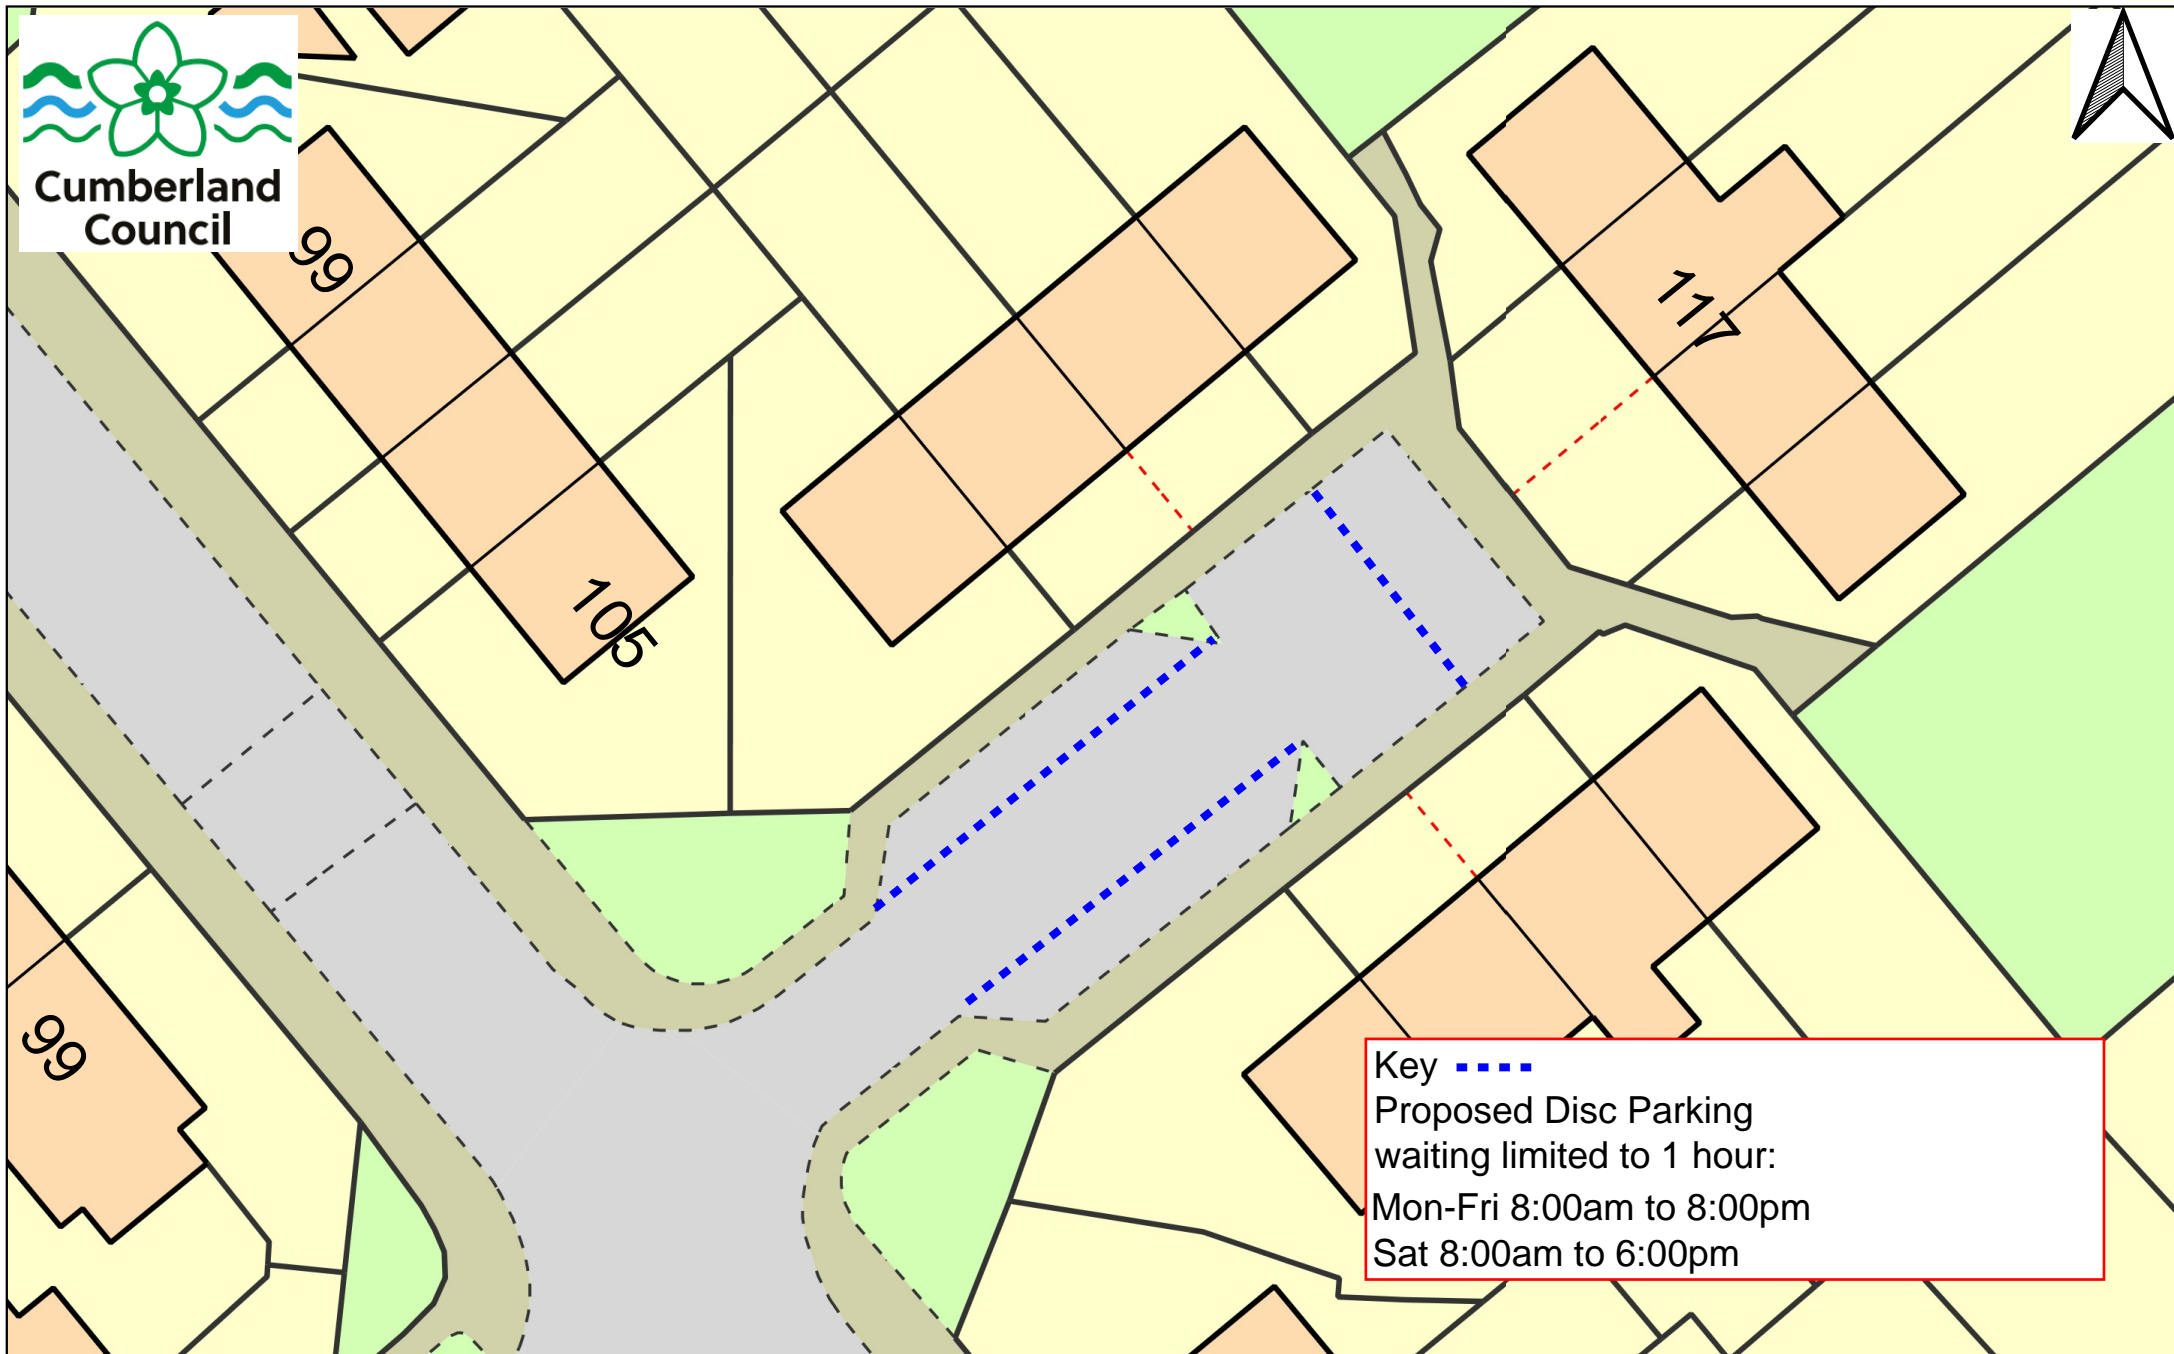 Cumberland
Council
99
105
117
99
Key
Proposed Disc Parking
waiting limited to 1 hour:
Mon-Fri 8:00am to 8:00pm
Sat 8:00am to 6:00pm